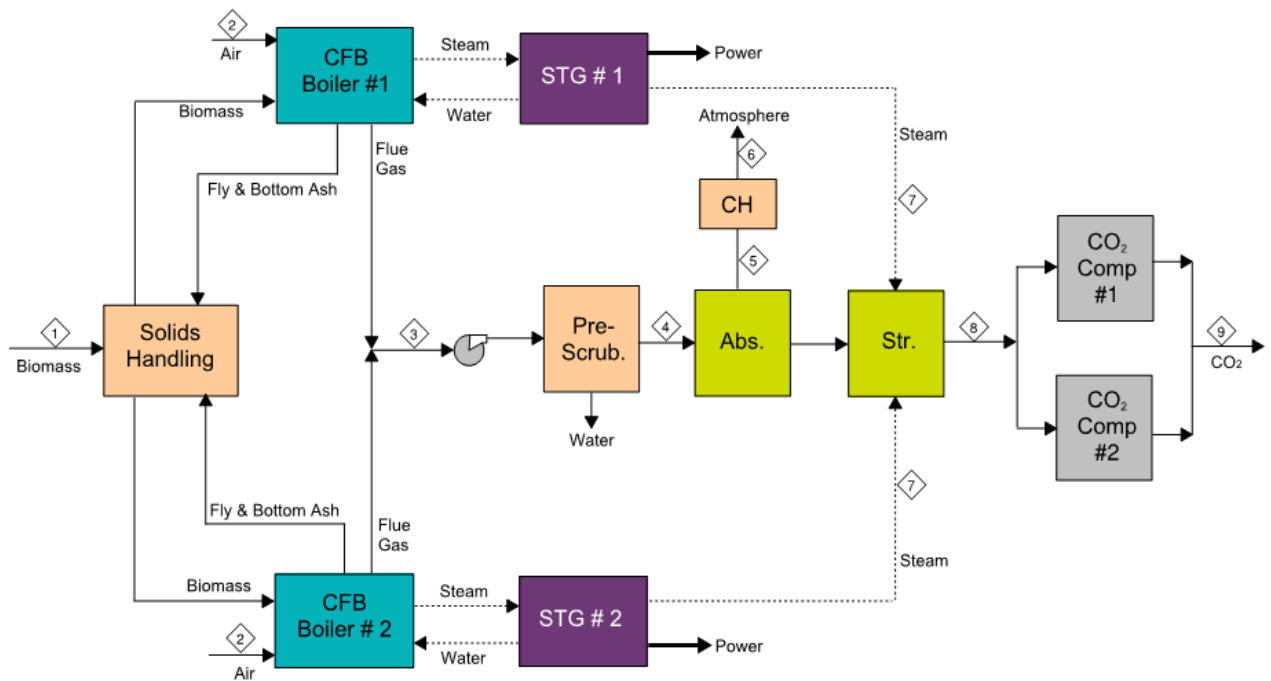 2
Air
CFB
Boiler #1
Steam
Water
STG # 1
Power
Biomass
Flue
Gas
Fly & Bottom Ash
Atmosphere
6
CH
5
Steam
7
1
Biomass
Solids
Handling
3
Pre-
Scrub.
Water
4
Abs.
Str.
8
CO₂
Comp
#1
CO₂
Comp
#2
9
CO₂
Fly & Bottom Ash
Flue
Gas
7
Steam
Biomass
2
Air
CFB
Boiler # 2
Steam
Water
STG # 2
Power